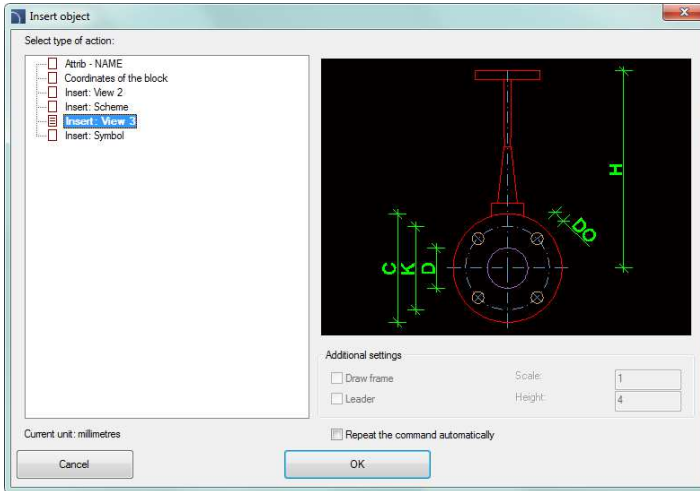 Insert object
Select type of action:
Attrib - NAME
Coordinates of the block
Insert: View 2
Insert: Scheme
Insert: View 3
Insert: Symbol
H
DO
C
K
D
Additional settings
Draw frame
Scale:
1
Leader
Height:
4
Current unit: millimetres
Repeat the command automatically
Cancel
OK